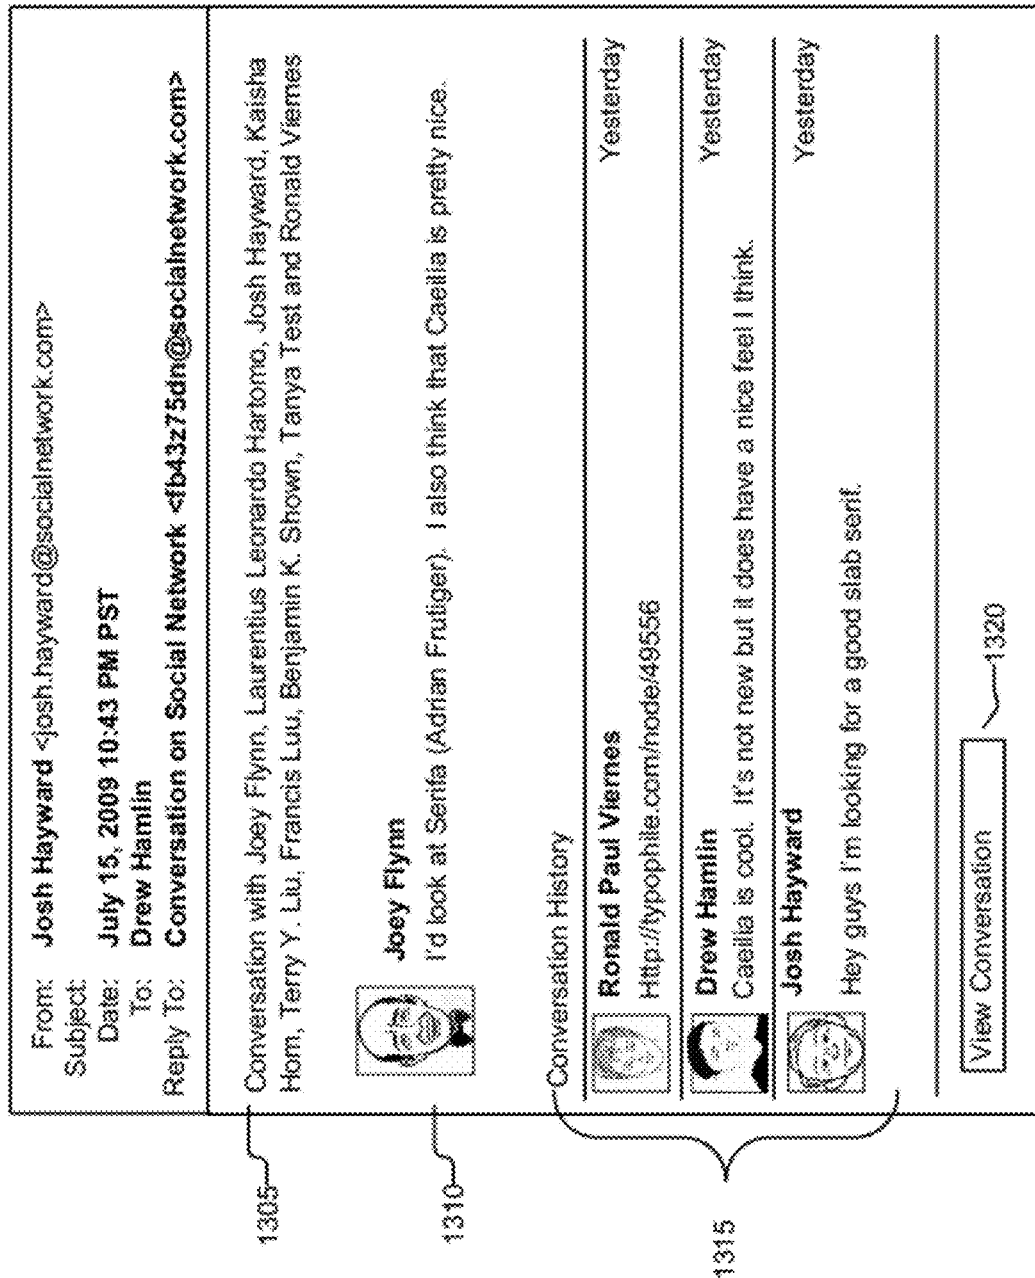 From: Josh Hayward <josh.hayward@socialnetwork.com>
Subject:
Date: July 15, 2009 10:43 PM PST
To: Drew Hamlin
Reply To: Conversation on Social Network <fb43z75dn@socialnetwork.com>
1305
Conversation with Joey Flynn, Laurentius Leonardo Hartomo, Josh Hayward, Kaisha
Hom, Terry Y. Liu, Francis Luu, Benjamin K. Shown, Tanya Test and Ronald Viernes
1310
Joey Flynn
I'd look at Serifa (Adrian Frutiger). I also think that Caeilia is pretty nice.
1315
Conversation History
Ronald Paul Viernes Yesterday
Http://typophile.com/node/49556
Drew Hamlin Yesterday
Caeilia is cool. It's not new but it does have a nice feel I think.
Josh Hayward Yesterday
Hey guys I'm looking for a good slab serif.
View Conversation
1320